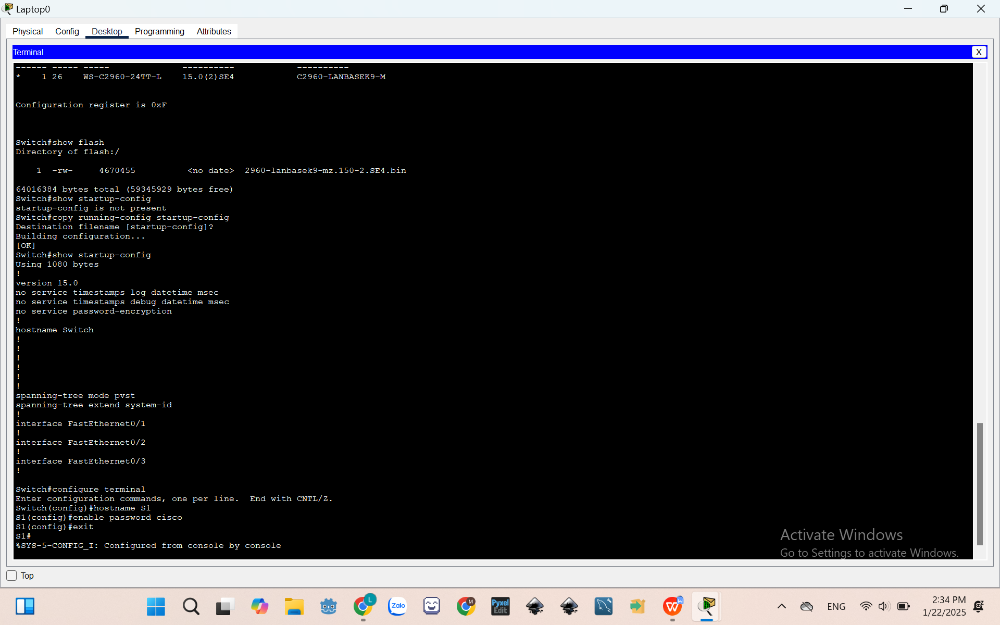 Laptop0
Physical Config Desktop Programming Attributes
Terminal X
------ ----- ----- ---------- ----------
* 1 26 WS-C2960-24TT-L 15.0(2)SE4 C2960-LANBASEK9-M
Configuration register is 0xF
Switch#show flash
Directory of flash:/
1 -rw- 4670455 <no date> 2960-lanbasek9-mz.150-2.SE4.bin
64016384 bytes total (59345929 bytes free)
Switch#show startup-config
startup-config is not present
Switch#copy running-config startup-config
Destination filename [startup-config]?
Building configuration...
[OK]
Switch#show startup-config
Using 1080 bytes
!
version 15.0
no service timestamps log datetime msec
no service timestamps debug datetime msec
no service password-encryption
!
hostname Switch
!
!
!
!
!
!
spanning-tree mode pvst
spanning-tree extend system-id
!
interface FastEthernet0/1
!
interface FastEthernet0/2
!
interface FastEthernet0/3
!
Switch#configure terminal
Enter configuration commands, one per line. End with CNTL/Z.
Switch(config)#hostname S1
S1(config)#enable password cisco
S1(config)#exit
S1#
%SYS-5-CONFIG_I: Configured from console by console
Activate Windows
Go to Settings to activate Windows.
Top
L
Zalo
M
Pyxel
Edit
W
W
ENG
2:34 PM
1/22/2025